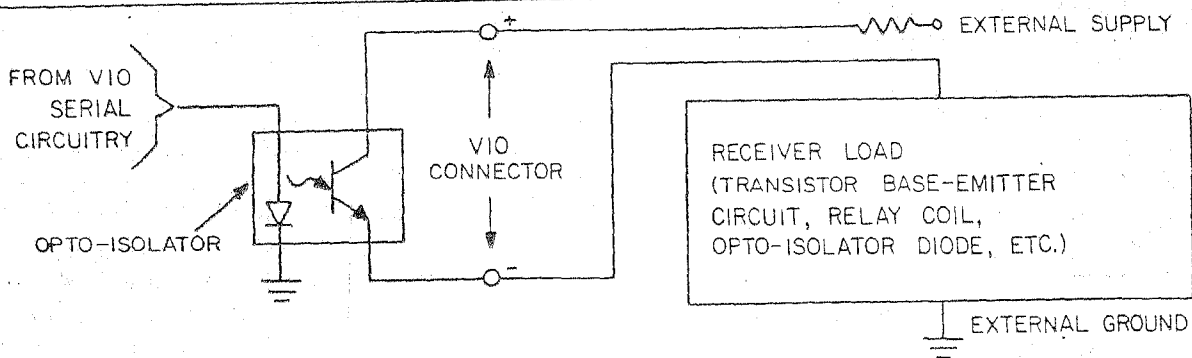 FROM VIO
SERIAL
CIRCUITRY
OPTO-ISOLATOR
+
VIO
CONNECTOR
-
EXTERNAL SUPPLY
RECEIVER LOAD
(TRANSISTOR BASE-EMITTER
CIRCUIT, RELAY COIL,
OPTO-ISOLATOR DIODE, ETC.)
EXTERNAL GROUND